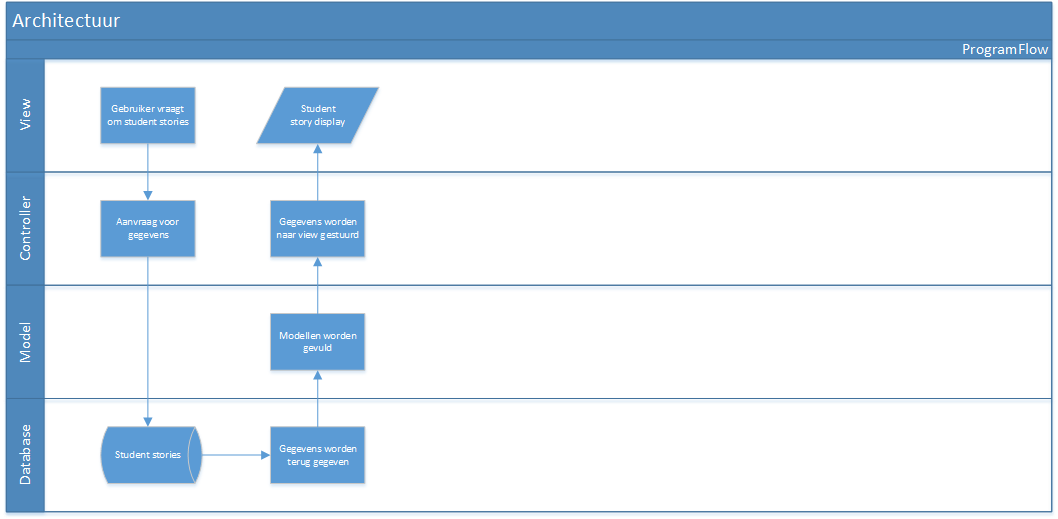 Architectuur
ProgramFlow
View
Gebruiker vraagt
om student stories
Student
story display
Controller
Aanvraag voor
gegevens
Gegevens worden
naar view gestuurd
Model
Modellen worden
gevuld
Database
Student stories
Gegevens worden
terug gegeven